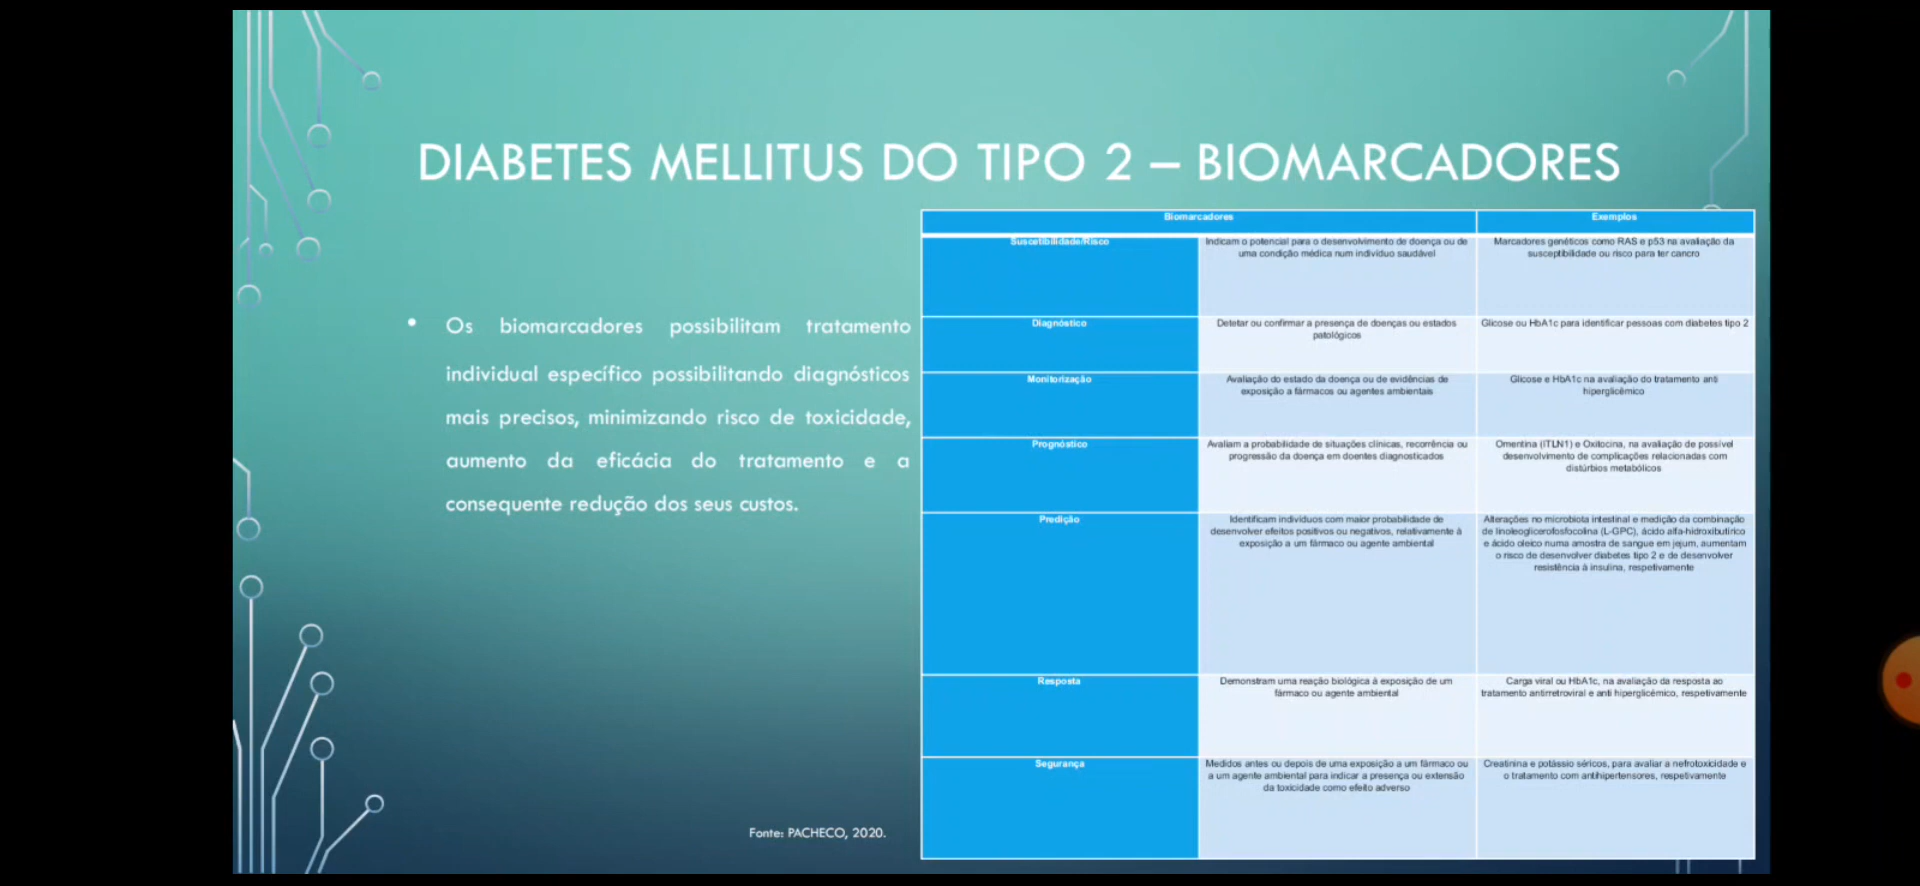 DIABETES MELLITUS DO TIPO 2 – BIOMARCADORES
• Os biomarcadores possibilitam tratamento
individual específico possibilitando diagnósticos
mais precisos, minimizando risco de toxicidade,
aumento da eficácia do tratamento e a
consequente redução dos seus custos.
Fonte: PACHECO, 2020.
Biomarcadores
Exemplos
Suscetibilidade/Risco
Indicam o potencial para o desenvolvimento de doença ou de
uma condição médica num indivíduo saudável
Marcadores genéticos como RAS e p53 na avaliação da
susceptibilidade ou risco para ter cancro
Diagnóstico
Detetar ou confirmar a presença de doenças ou estados
patológicos
Glicose ou HbA1c para identificar pessoas com diabetes tipo 2
Monitorização
Avaliação do estado da doença ou de evidências de
exposição a fármacos ou agentes ambientais
Glicose e HbA1c na avaliação do tratamento anti
hiperglicêmico
Prognóstico
Avaliam a probabilidade de situações clínicas, recorrência ou
progressão da doença em doentes diagnosticados
Omentina (ITLN1) e Oxitocina, na avaliação de possível
desenvolvimento de complicações relacionadas com
distúrbios metabólicos
Predição
Identificam indivíduos com maior probabilidade de
desenvolver efeitos positivos ou negativos, relativamente à
exposição a um fármaco ou agente ambiental
Alterações no microbiota intestinal e medição da combinação
de linoleoglicerofosfocolina (L-GPC), ácido alfa-hidroxibutírico
e ácido oleico numa amostra de sangue em jejum, aumentam
o risco de desenvolver diabetes tipo 2 e de desenvolver
resistência à insulina, respetivamente
Resposta
Demonstram uma reação biológica à exposição de um
fármaco ou agente ambiental
Carga viral ou HbA1c, na avaliação da resposta ao
tratamento antirretroviral e anti hiperglicémico, respetivamente
Segurança
Medidos antes ou depois de uma exposição a um fármaco ou
a um agente ambiental para indicar a presença ou extensão
da toxicidade como efeito adverso
Creatinina e potássio séricos, para avaliar a nefrotoxicidade e
o tratamento com antihipertensores, respetivamente